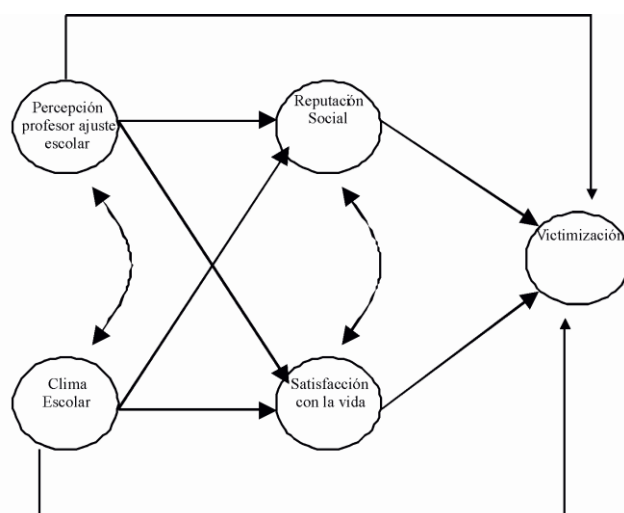 Percepción
profesor ajuste
escolar
Reputación
Social
Victimización
Clima
Escolar
Satisfacción
con la vida